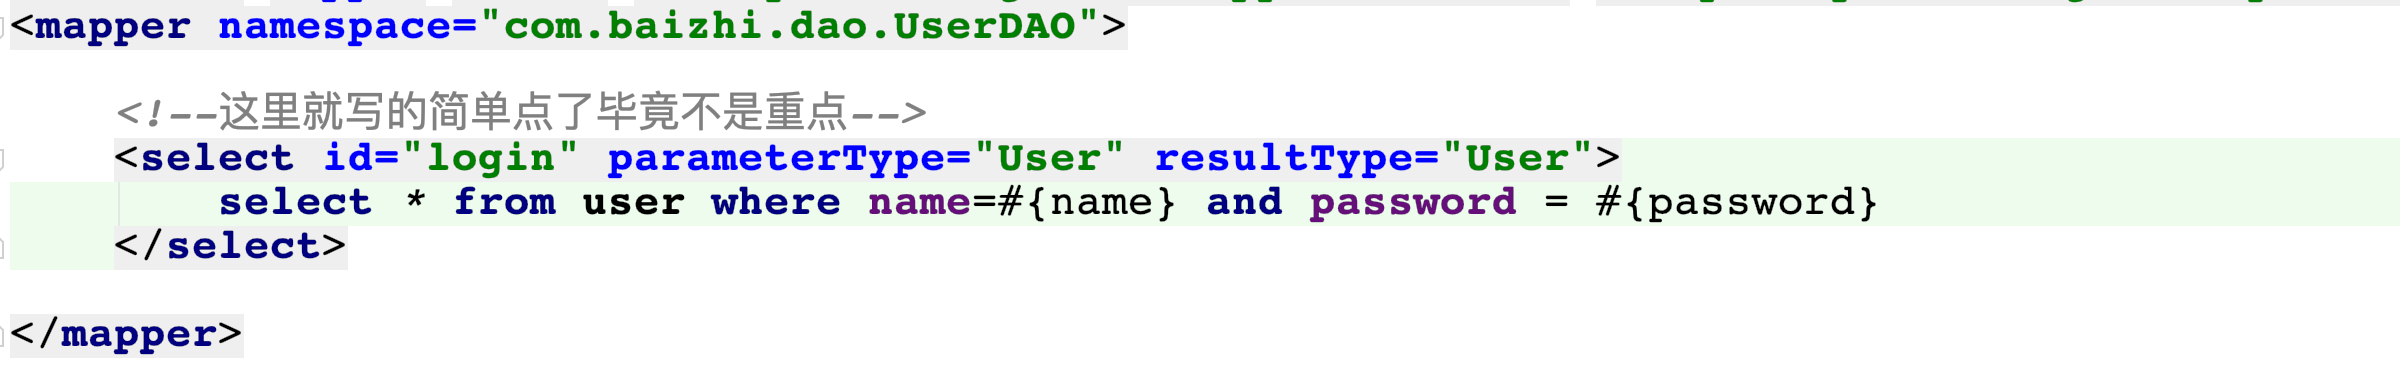 <mapper namespace="com.baizhi.dao.UserDAO">
<!--这里就写的简单点了毕竟不是重点-->
<select id="login" parameterType="User" resultType="User">
select * from user where name=#{name} and password = #{password}
</select>
</mapper>